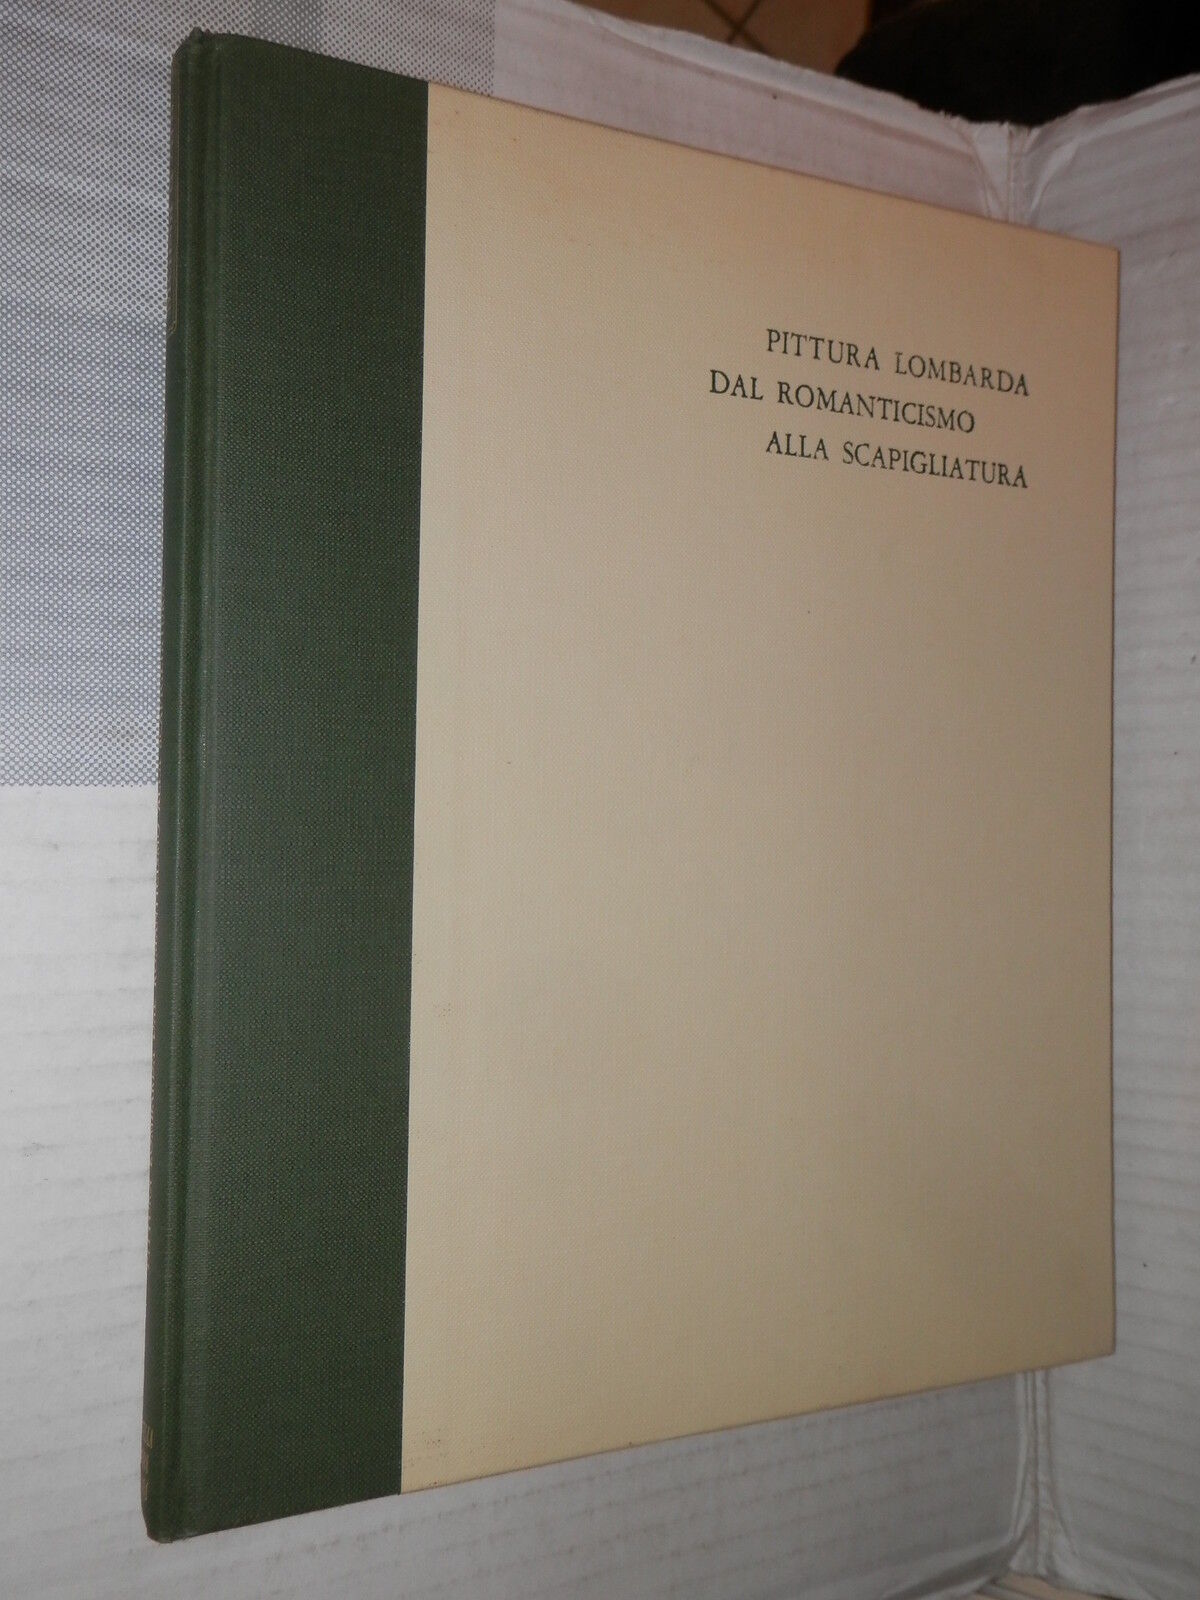 PITTURA LOMBARDA
DAL ROMANTICISMO
ALLA SCAPIGLIATURA